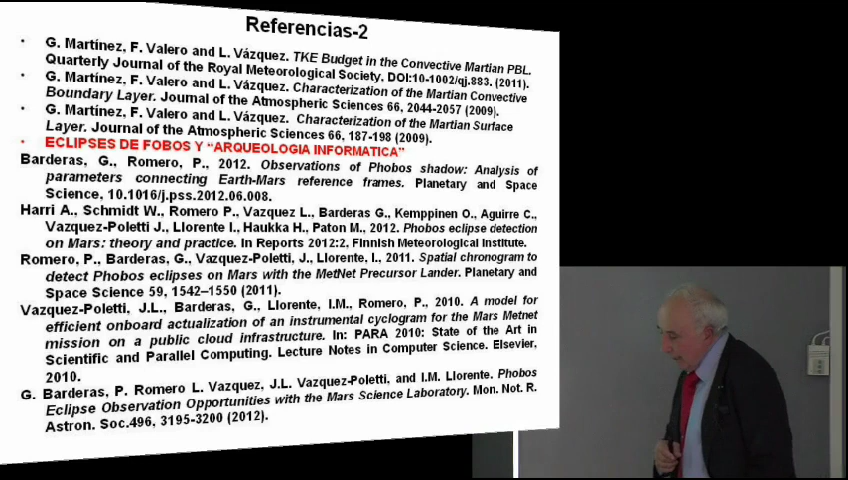 Referencias-2
• G. Martínez, F. Valero and L. Vázquez. TKE Budget in the Convective Martian PBL.
Quarterly Journal of the Royal Meteorological Society. DOI:10-1002/qj.883. (2011).
• G. Martínez, F. Valero and L. Vázquez. Characterization of the Martian Convective
Boundary Layer. Journal of the Atmospheric Sciences 66, 2044-2057 (2009).
• G. Martínez, F. Valero and L. Vázquez. Characterization of the Martian Surface
Layer. Journal of the Atmospheric Sciences 66, 187-198 (2009).
• ECLIPSES DE FOBOS Y "ARQUEOLOGIA INFORMATICA"
Barderas, G., Romero, P., 2012. Observations of Phobos shadow: Analysis of
parameters connecting Earth-Mars reference frames. Planetary and Space
Science, 10.1016/j.pss.2012.06.008.
Harri A., Schmidt W., Romero P., Vazquez L., Barderas G., Kemppinen O., Aguirre C.,
Vazquez-Poletti J., Llorente I., Haukka H., Paton M., 2012. Phobos eclipse detection
on Mars: theory and practice. In Reports 2012:2, Finnish Meteorological Institute.
Romero, P., Barderas, G., Vazquez-Poletti, J., Llorente, I., 2011. Spatial chronogram to
detect Phobos eclipses on Mars with the MetNet Precursor Lander. Planetary and
Space Science 59, 1542–1550 (2011).
Vazquez-Poletti, J.L., Barderas, G., Llorente, I.M., Romero, P., 2010. A model for
efficient onboard actualization of an instrumental cyclogram for the Mars Metnet
mission on a public cloud infrastructure. In: PARA 2010: State of the Art in
Scientific and Parallel Computing. Lecture Notes in Computer Science. Elsevier,
2010.
G. Barderas, P. Romero L. Vazquez, J.L. Vazquez-Poletti, and I.M. Llorente. Phobos
Eclipse Observation Opportunities with the Mars Science Laboratory. Mon. Not. R.
Astron. Soc.496, 3195-3200 (2012).